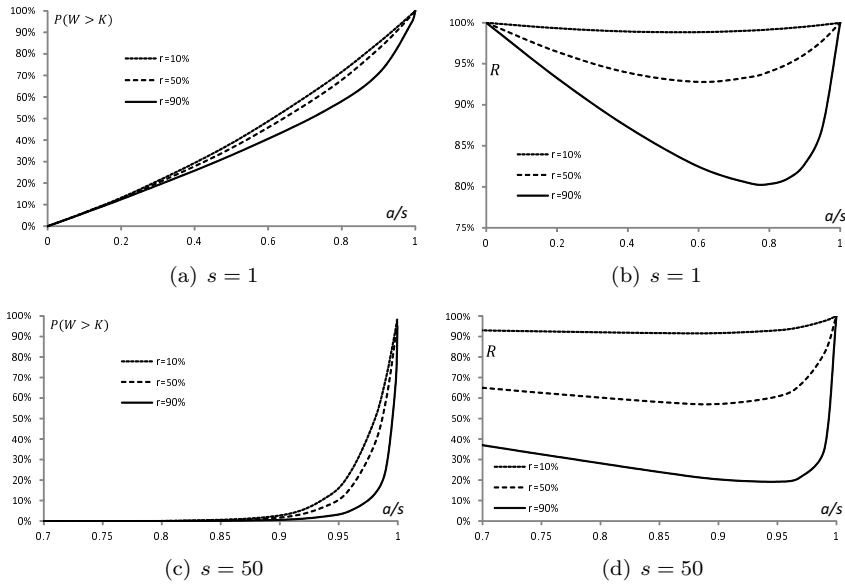 P(W > K)
100%
90%
80%
70%
60%
50%
40%
30%
20%
10%
0%
r=10%
r=50%
r=90%
a/s
0 0.2 0.4 0.6 0.8 1
(a) s = 1
100%
95%
90%
85%
80%
75%
R
r=10%
r=50%
r=90%
a/s
0 0.2 0.4 0.6 0.8 1
(b) s = 1
P(W > K)
100%
90%
80%
70%
60%
50%
40%
30%
20%
10%
0%
r=10%
r=50%
r=90%
a/s
0.7 0.75 0.8 0.85 0.9 0.95 1
(c) s = 50
100%
90%
80%
70%
60%
50%
40%
30%
20%
10%
0%
R
r=10%
r=50%
r=90%
a/s
0.7 0.75 0.8 0.85 0.9 0.95 1
(d) s = 50